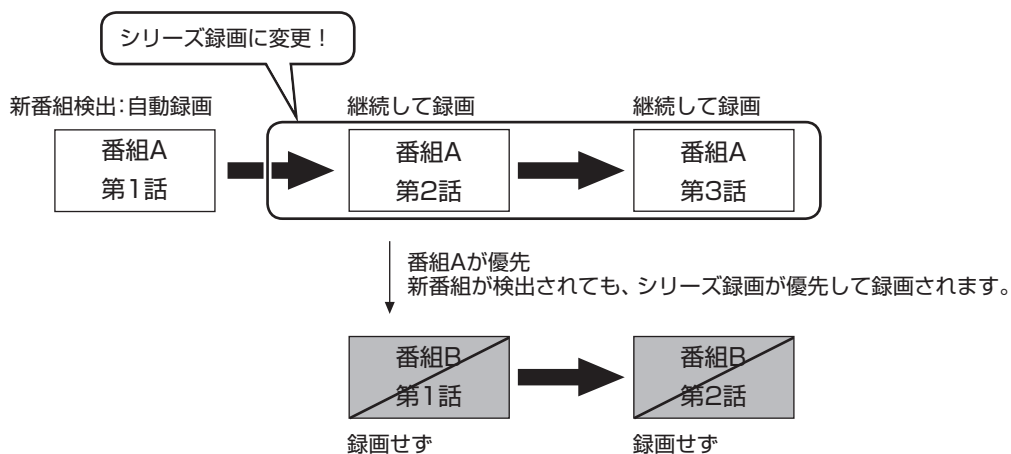 シリーズ録画に変更！
新番組検出：自動録画
継続して録画
継続して録画
番組A
第1話
番組A
第2話
番組A
第3話
番組Aが優先
新番組が検出されても、シリーズ録画が優先して録画されます。
番組B
第1話
番組B
第2話
録画せず
録画せず